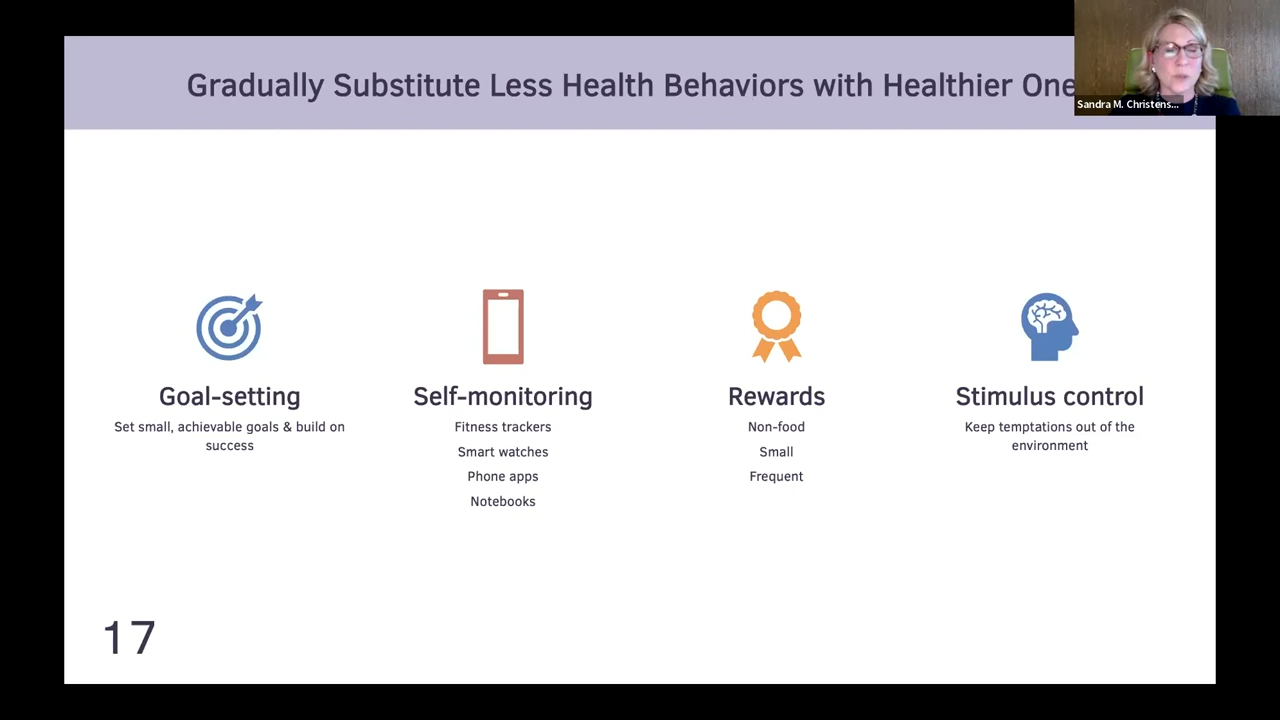 Gradually Substitute Less Health Behaviors with Healthier One
Sandra M. Christens...
Goal-setting
Set small, achievable goals & build on
success
Self-monitoring
Fitness trackers
Smart watches
Phone apps
Notebooks
Rewards
Non-food
Small
Frequent
Stimulus control
Keep temptations out of the
environment
17